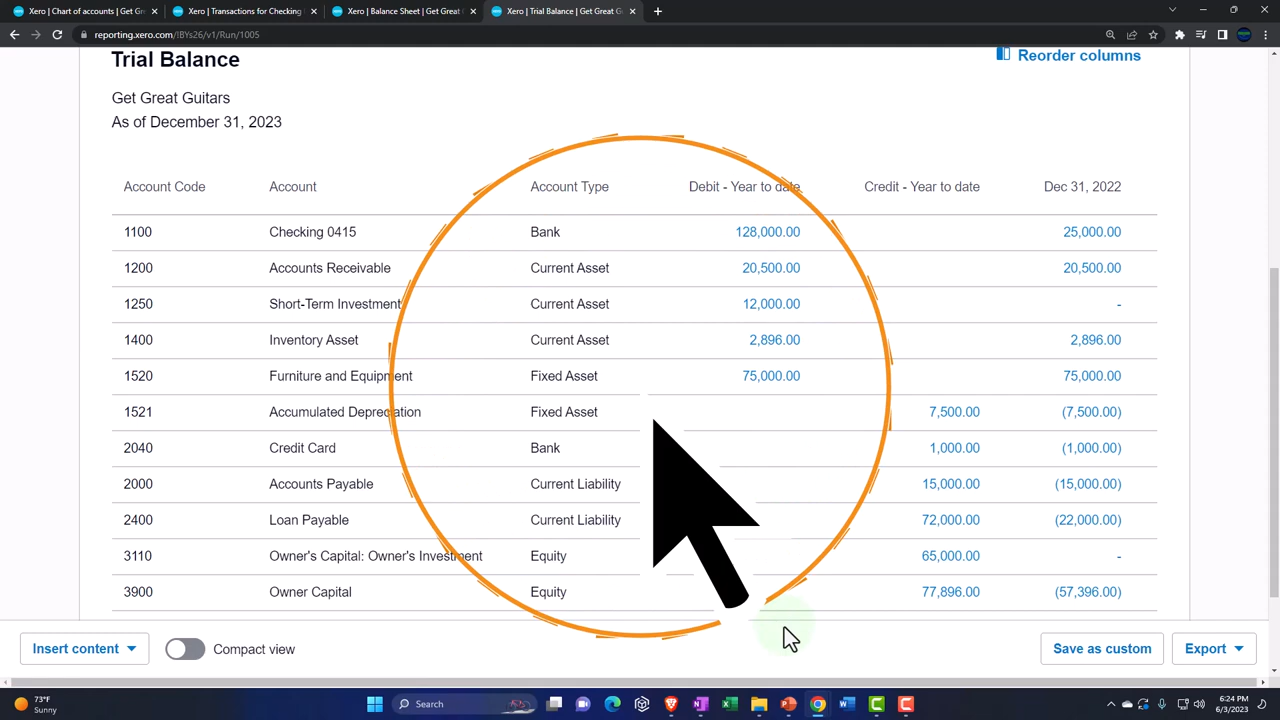 Xero | Chart of accounts | Get Gre
Xero | Transactions for Checking
Xero | Balance Sheet | Get Great G
Xero | Trial Balance | Get Great G
reporting.xero.com/!BYs26/v1/Run/1005
Trial Balance
Reorder columns
Get Great Guitars
As of December 31, 2023
Account Code Account Account Type Debit - Year to date Credit - Year to date Dec 31, 2022
1100 Checking 0415 Bank 128,000.00 25,000.00
1200 Accounts Receivable Current Asset 20,500.00 20,500.00
1250 Short-Term Investment Current Asset 12,000.00 -
1400 Inventory Asset Current Asset 2,896.00 2,896.00
1520 Furniture and Equipment Fixed Asset 75,000.00 75,000.00
1521 Accumulated Depreciation Fixed Asset 7,500.00 (7,500.00)
2040 Credit Card Bank 1,000.00 (1,000.00)
2000 Accounts Payable Current Liability 15,000.00 (15,000.00)
2400 Loan Payable Current Liability 72,000.00 (22,000.00)
3110 Owner's Capital: Owner's Investment Equity 65,000.00 -
3900 Owner Capital Equity 77,896.00 (57,396.00)
Insert content Compact view Save as custom Export
73°F
Sunny
Search
6:24 PM
6/3/2023